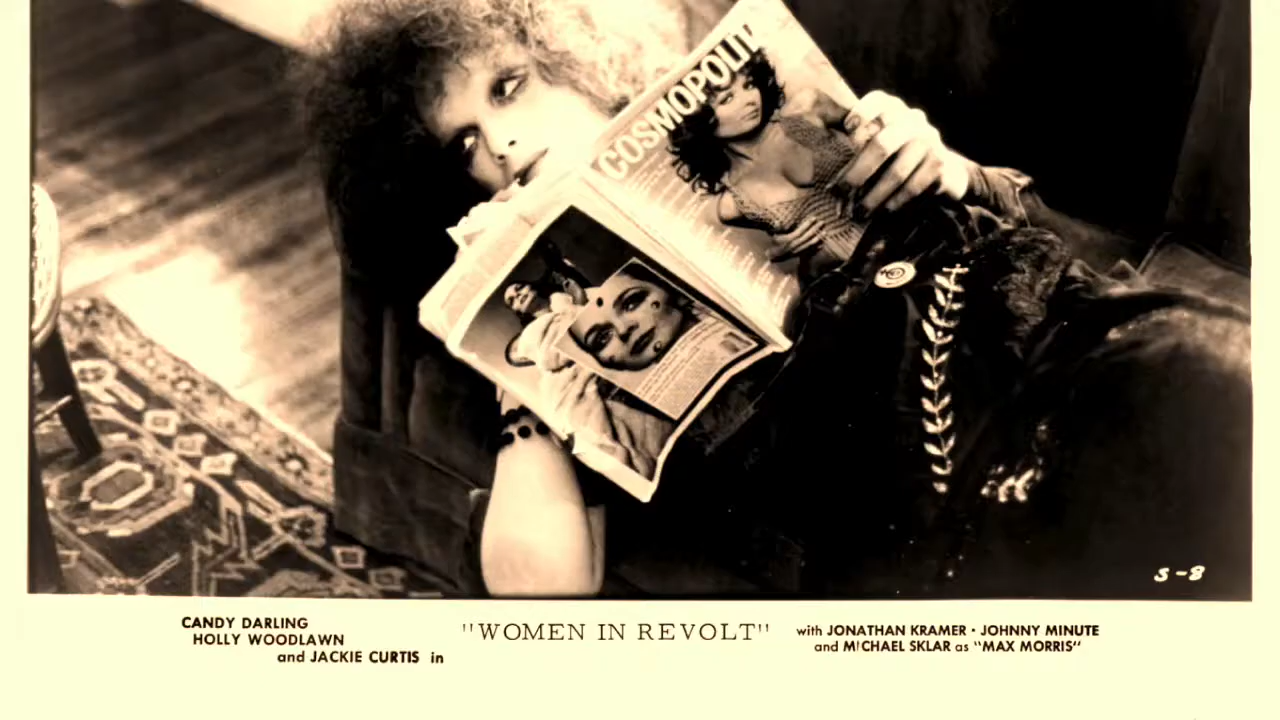 COSMOPOLIT
S-8
CANDY DARLING
HOLLY WOODLAWN
and JACKIE CURTIS in
"WOMEN IN REVOLT"
with JONATHAN KRAMER · JOHNNY MINUTE
and MICHAEL SKLAR as "MAX MORRIS"